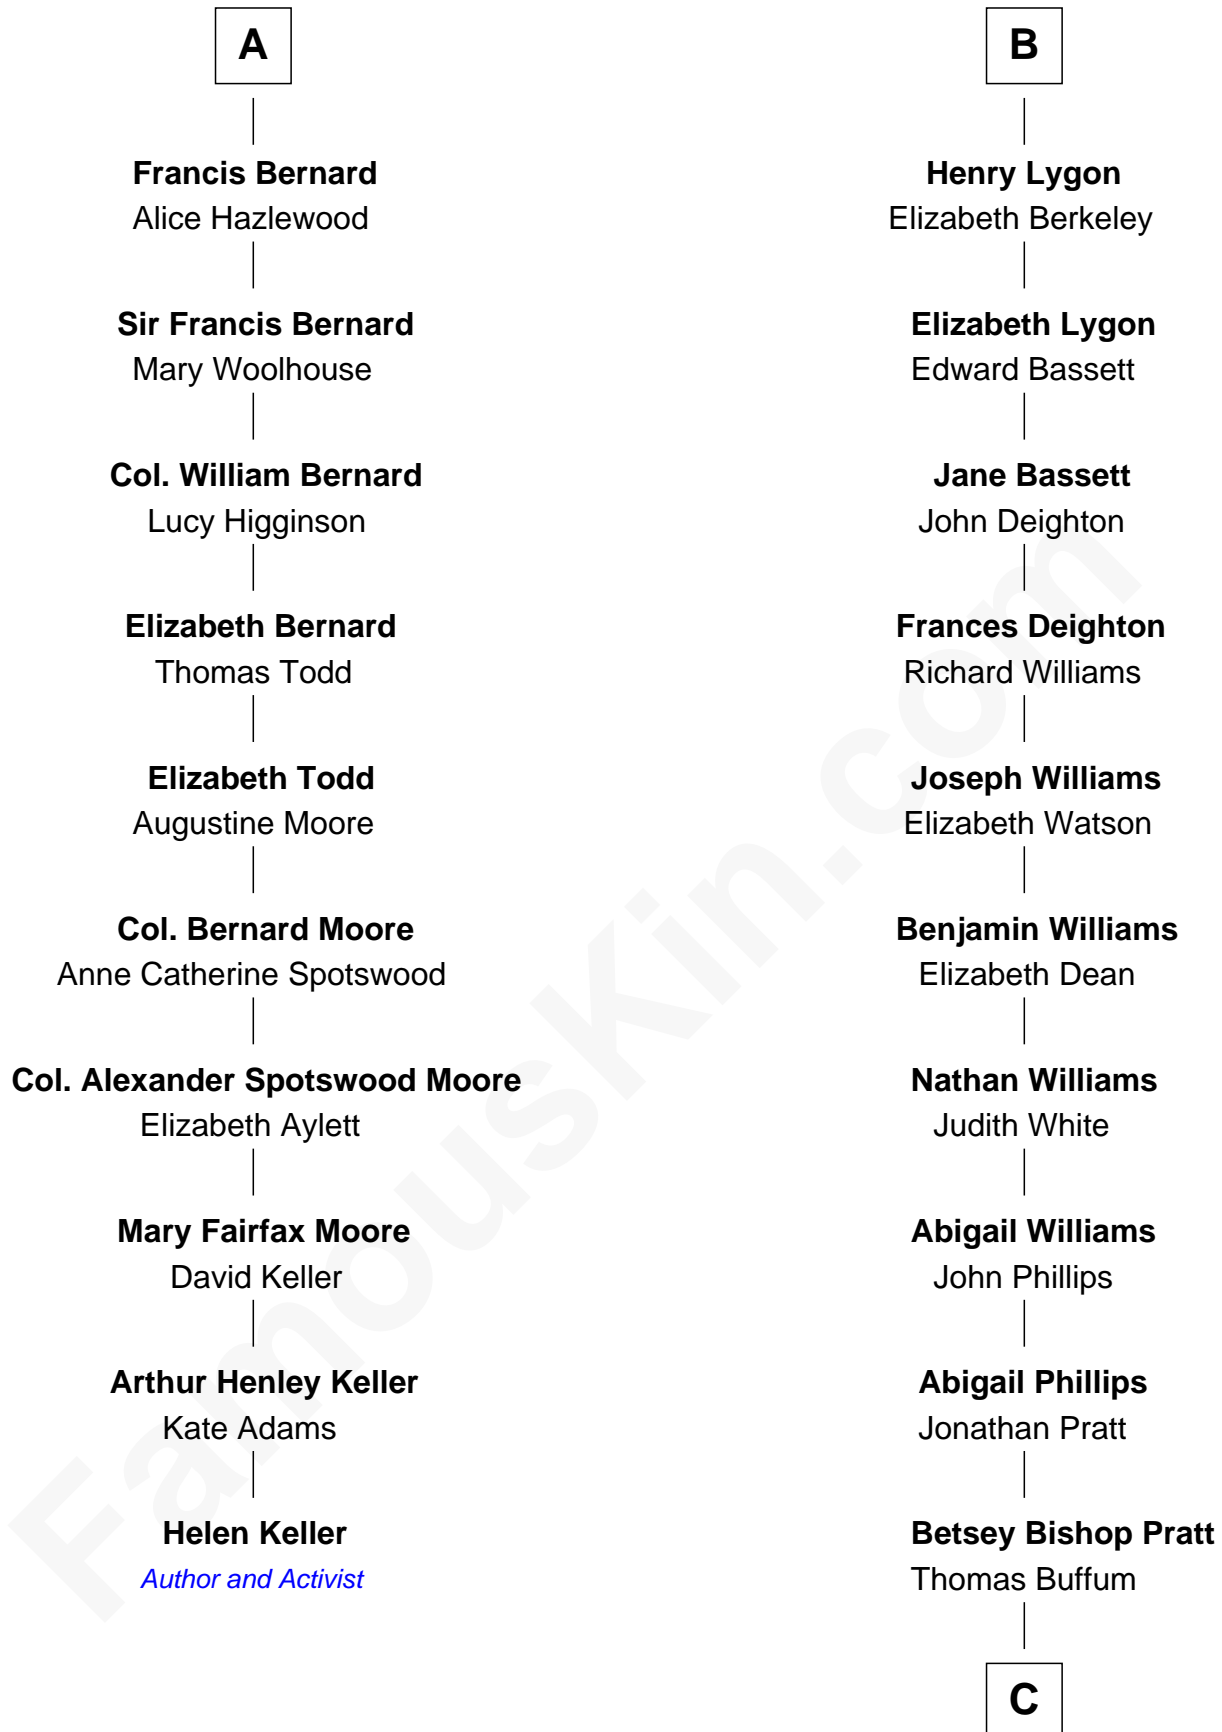 A
Francis Bernard
Alice Hazlewood
Sir Francis Bernard
Mary Woolhouse
Col. William Bernard
Lucy Higginson
Elizabeth Bernard
Thomas Todd
Elizabeth Todd
Augustine Moore
Col. Bernard Moore
Anne Catherine Spotswood
Col. Alexander Spotswood Moore
Elizabeth Aylett
Mary Fairfax Moore
David Keller
Arthur Henley Keller
Kate Adams
Helen Keller
Author and Activist
B
Henry Lygon
Elizabeth Berkeley
Elizabeth Lygon
Edward Bassett
Jane Bassett
John Deighton
Frances Deighton
Richard Williams
Joseph Williams
Elizabeth Watson
Benjamin Williams
Elizabeth Dean
Nathan Williams
Judith White
Abigail Williams
John Phillips
Abigail Phillips
Jonathan Pratt
Betsey Bishop Pratt
Thomas Buffum
C
FamousKin.com